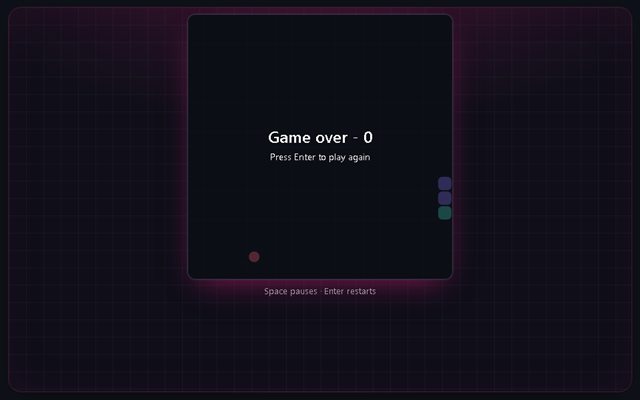 Game over - 0
Press Enter to play again
Space pauses · Enter restarts